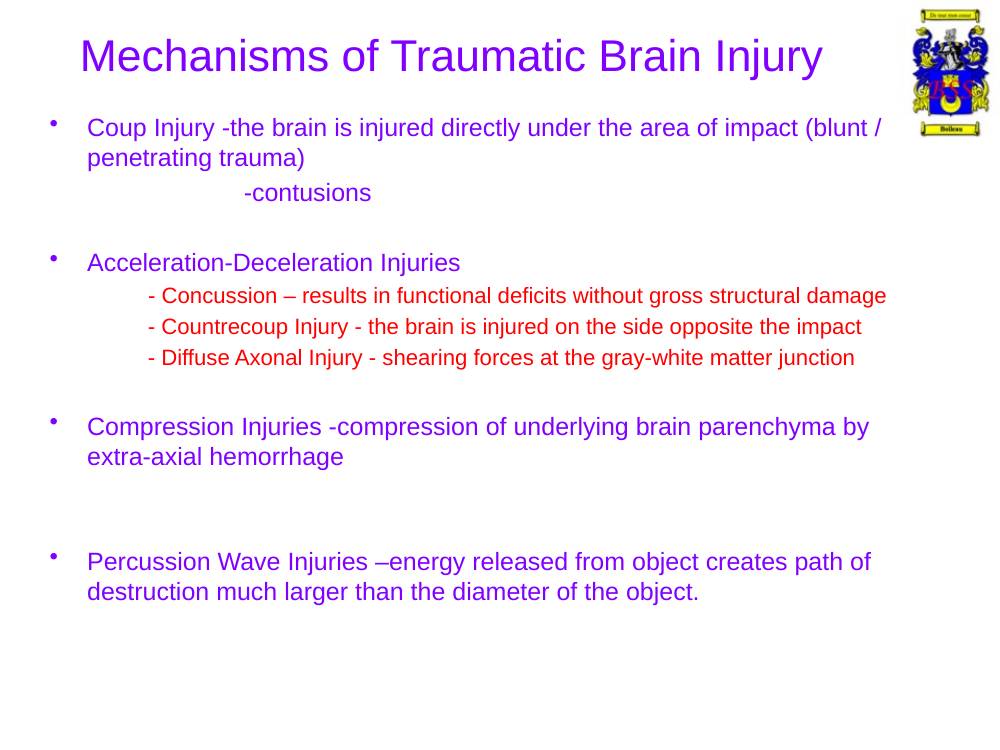 Mechanisms of Traumatic Brain Injury
• Coup Injury -the brain is injured directly under the area of impact (blunt /
penetrating trauma)
-contusions
• Acceleration-Deceleration Injuries
- Concussion – results in functional deficits without gross structural damage
- Countrecoup Injury - the brain is injured on the side opposite the impact
- Diffuse Axonal Injury - shearing forces at the gray-white matter junction
• Compression Injuries -compression of underlying brain parenchyma by
extra-axial hemorrhage
• Percussion Wave Injuries –energy released from object creates path of
destruction much larger than the diameter of the object.
Boileau